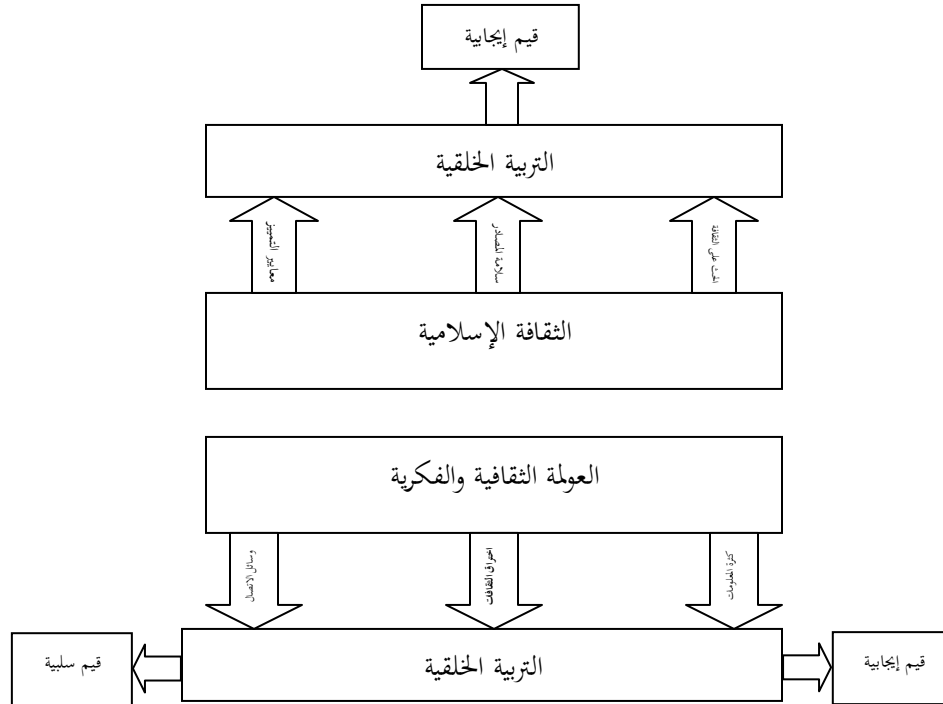 قيم إيجابية
التربية الخلقية
الحث على الثقافة
سلامة المصادر
معايير التمييز
الثقافة الإسلامية
العولمة الثقافية والفكرية
كثرة المعلومات
اختراق الثقافات
وسائل الاتصال
قيم إيجابية
التربية الخلقية
قيم سلبية